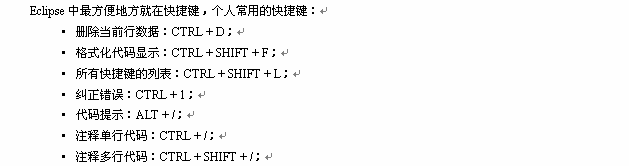 Eclipse 中最方便地方就在快捷键，个人常用的快捷键：
• 删除当前行数据：CTRL＋D；
• 格式化代码显示：CTRL＋SHIFT＋F；
• 所有快捷键的列表：CTRL＋SHIFT＋L；
• 纠正错误：CTRL＋1；
• 代码提示：ALT＋/；
• 注释单行代码：CTRL＋/；
• 注释多行代码：CTRL＋SHIFT＋/；